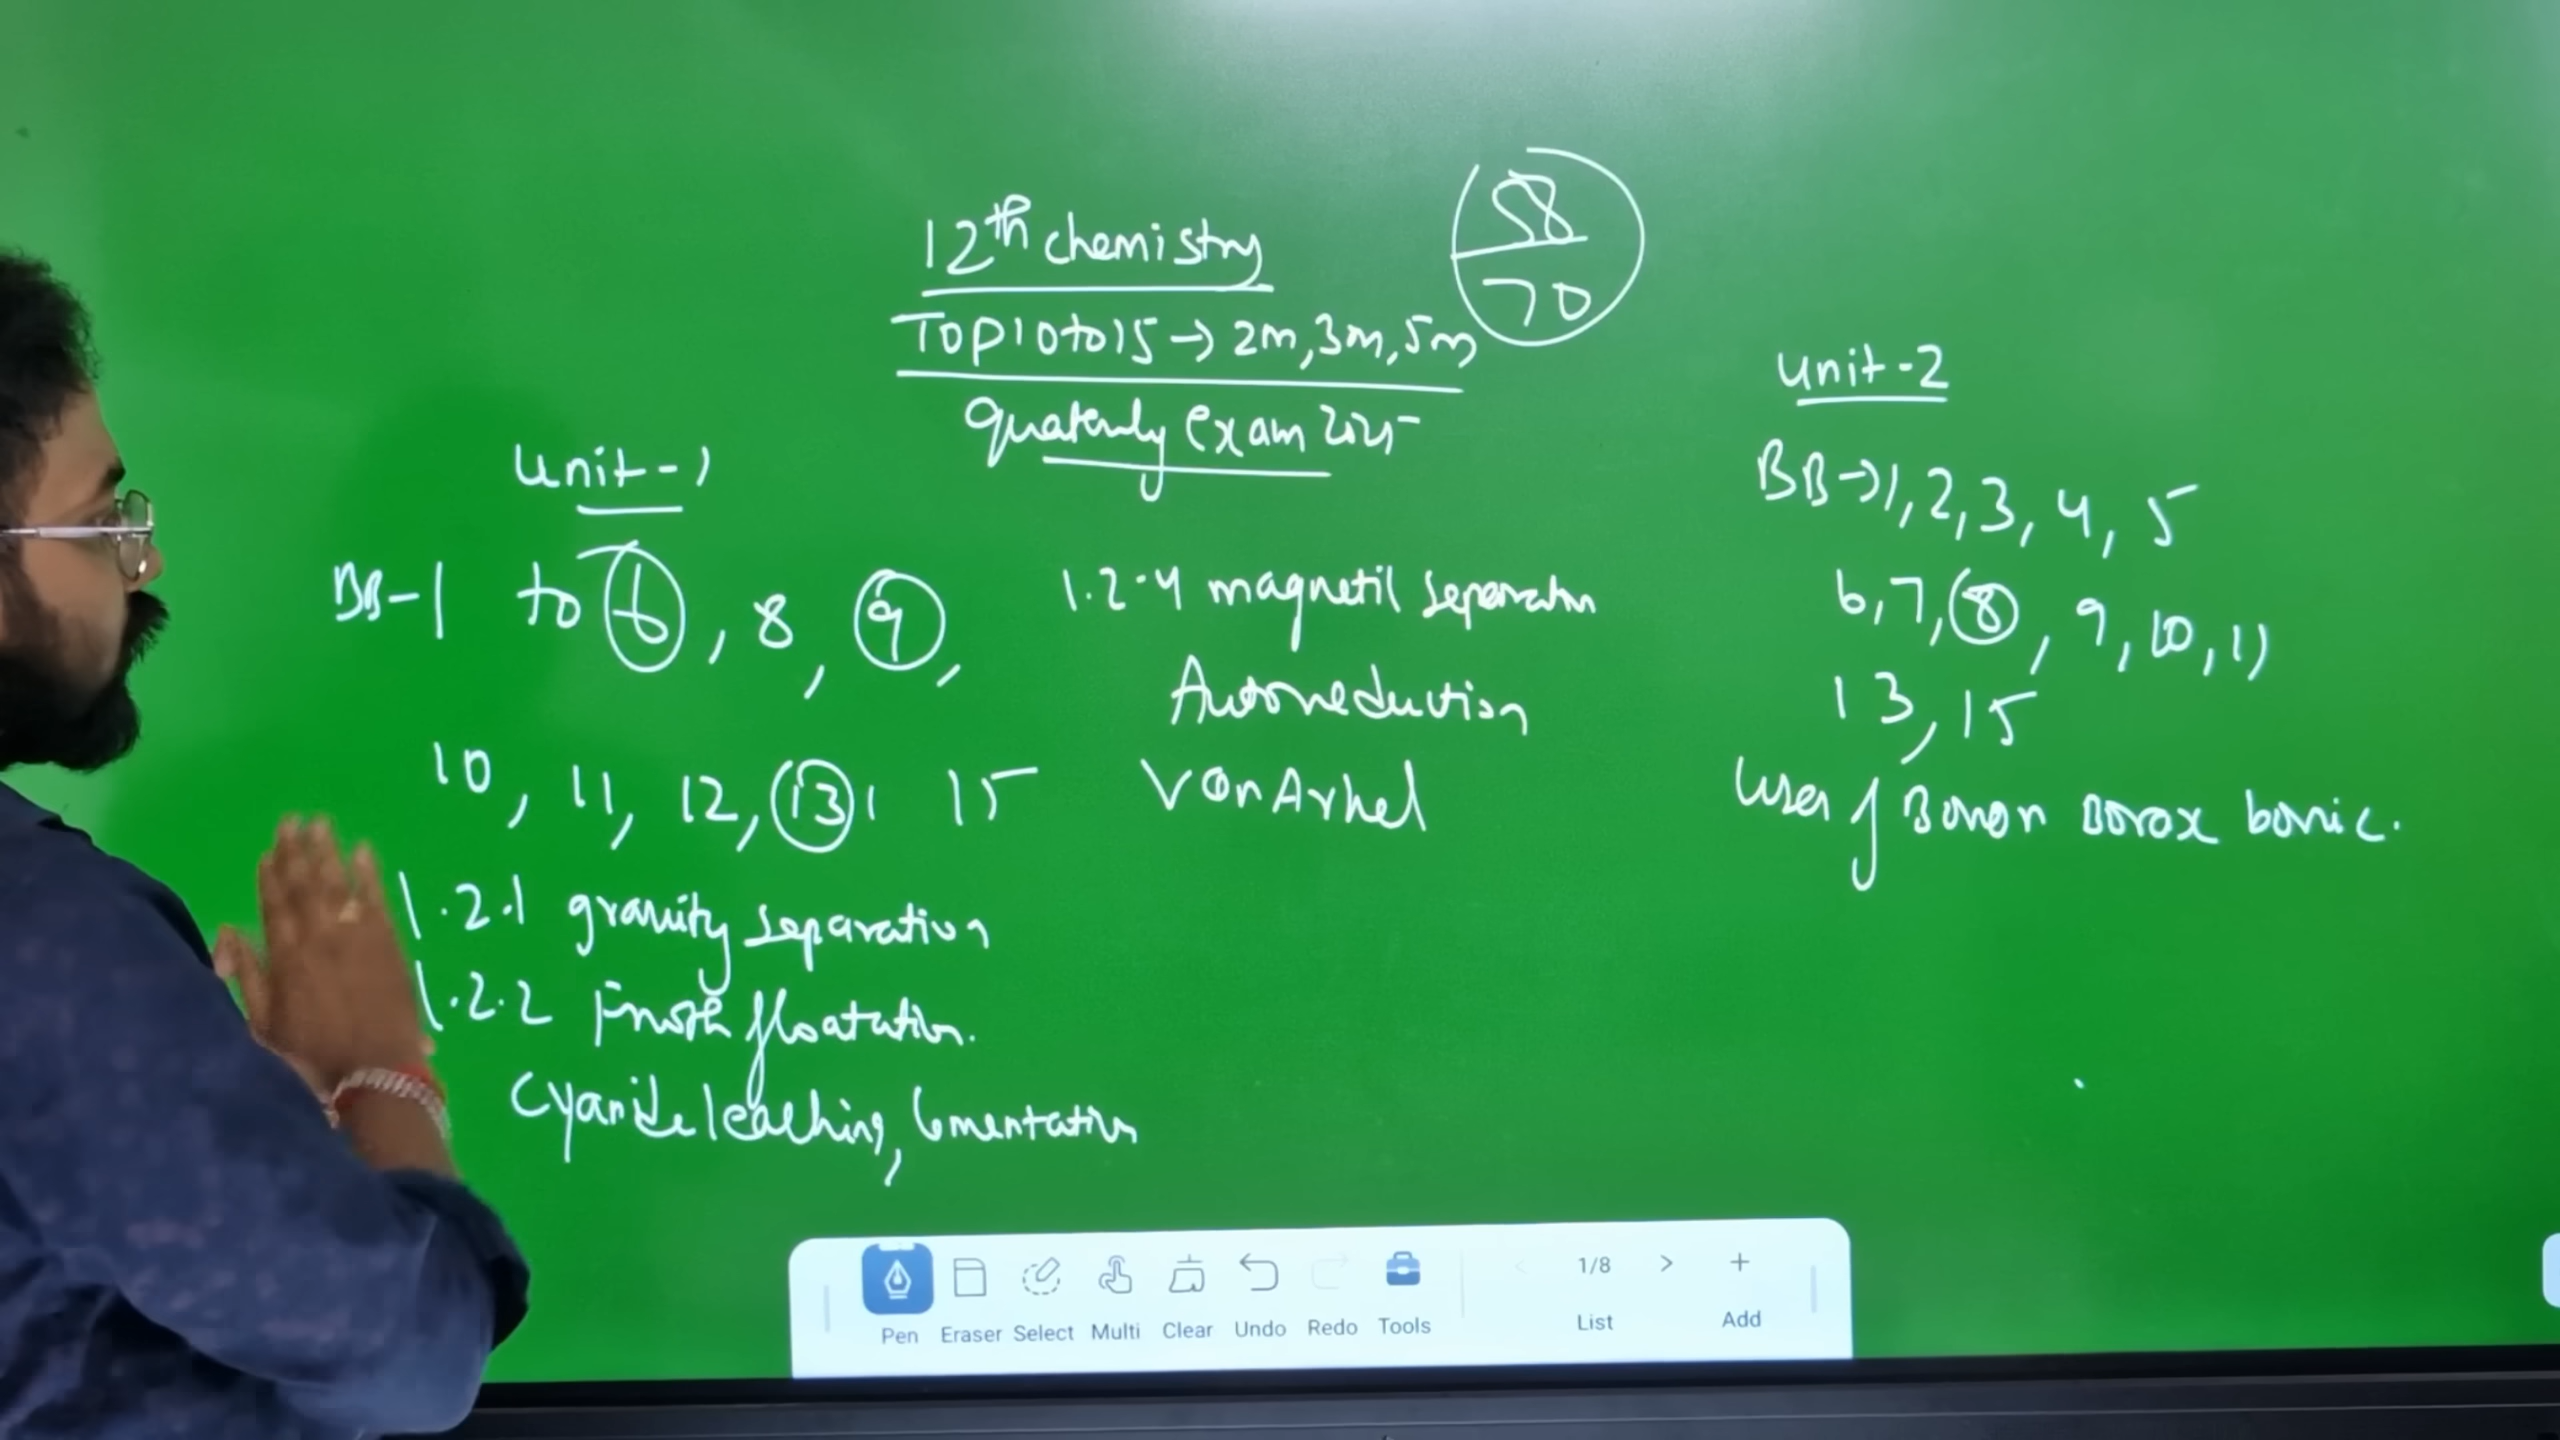 12th chemistry
58
70
TOP 10 to 15 → 2m, 3m, 5m
quaterly Exam 2025
unit-1
BB-1 to 6, 8, 9,
10, 11, 12, 13, 15
1.2.1 gravity separation
1.2.2 Froth floatation.
Cyanide leaching, Cementation
1.2.4 magnetic separation
Autoreduction
Von Arkel
unit-2
BB→1, 2, 3, 4, 5
6, 7, 8, 9, 10, 11
13, 15
Uses of Boron Borox boric.
Pen Eraser Select Multi Clear Undo Redo Tools
1/8
List
Add